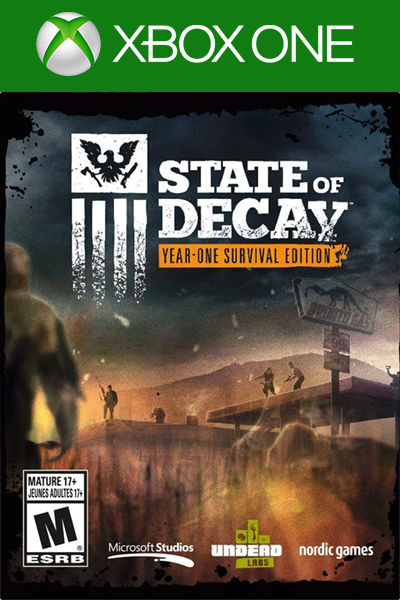 XBOX ONE
STATE OF
DECAY™
YEAR-ONE SURVIVAL EDITION
MATURE 17+
JEUNES ADULTES 17+
M
®
ESRB
Microsoft Studios
UNDEAD
LABS
nordic games